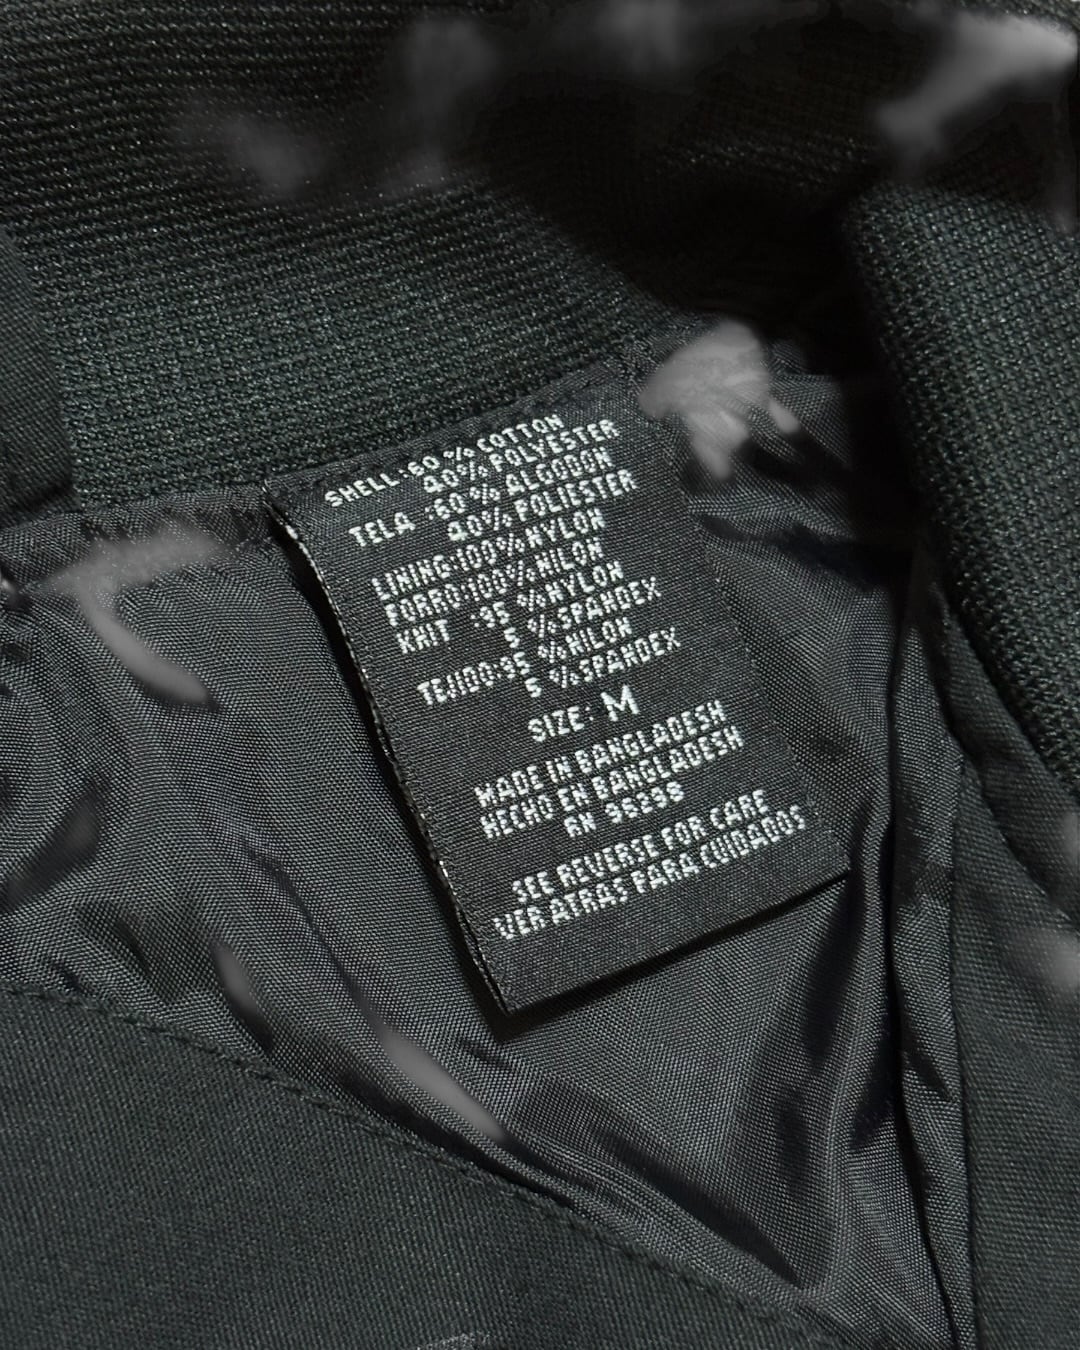 SHELL:60 % COTTON
40% POLYESTER
TELA :60 % ALGODON
40% POLIESTER
LINING:100% NYLON
FORRO:100% NILON
KNIT :95 % NYLON
5 % SPANDEX
TEJIDO:95 % NILON
5 % SPANDEX
SIZE: M
MADE IN BANGLADESH
HECHO EN BANGLADESH
RN
SEE REVERSE FOR CARE
VER ATRAS PARA CUIDADOS